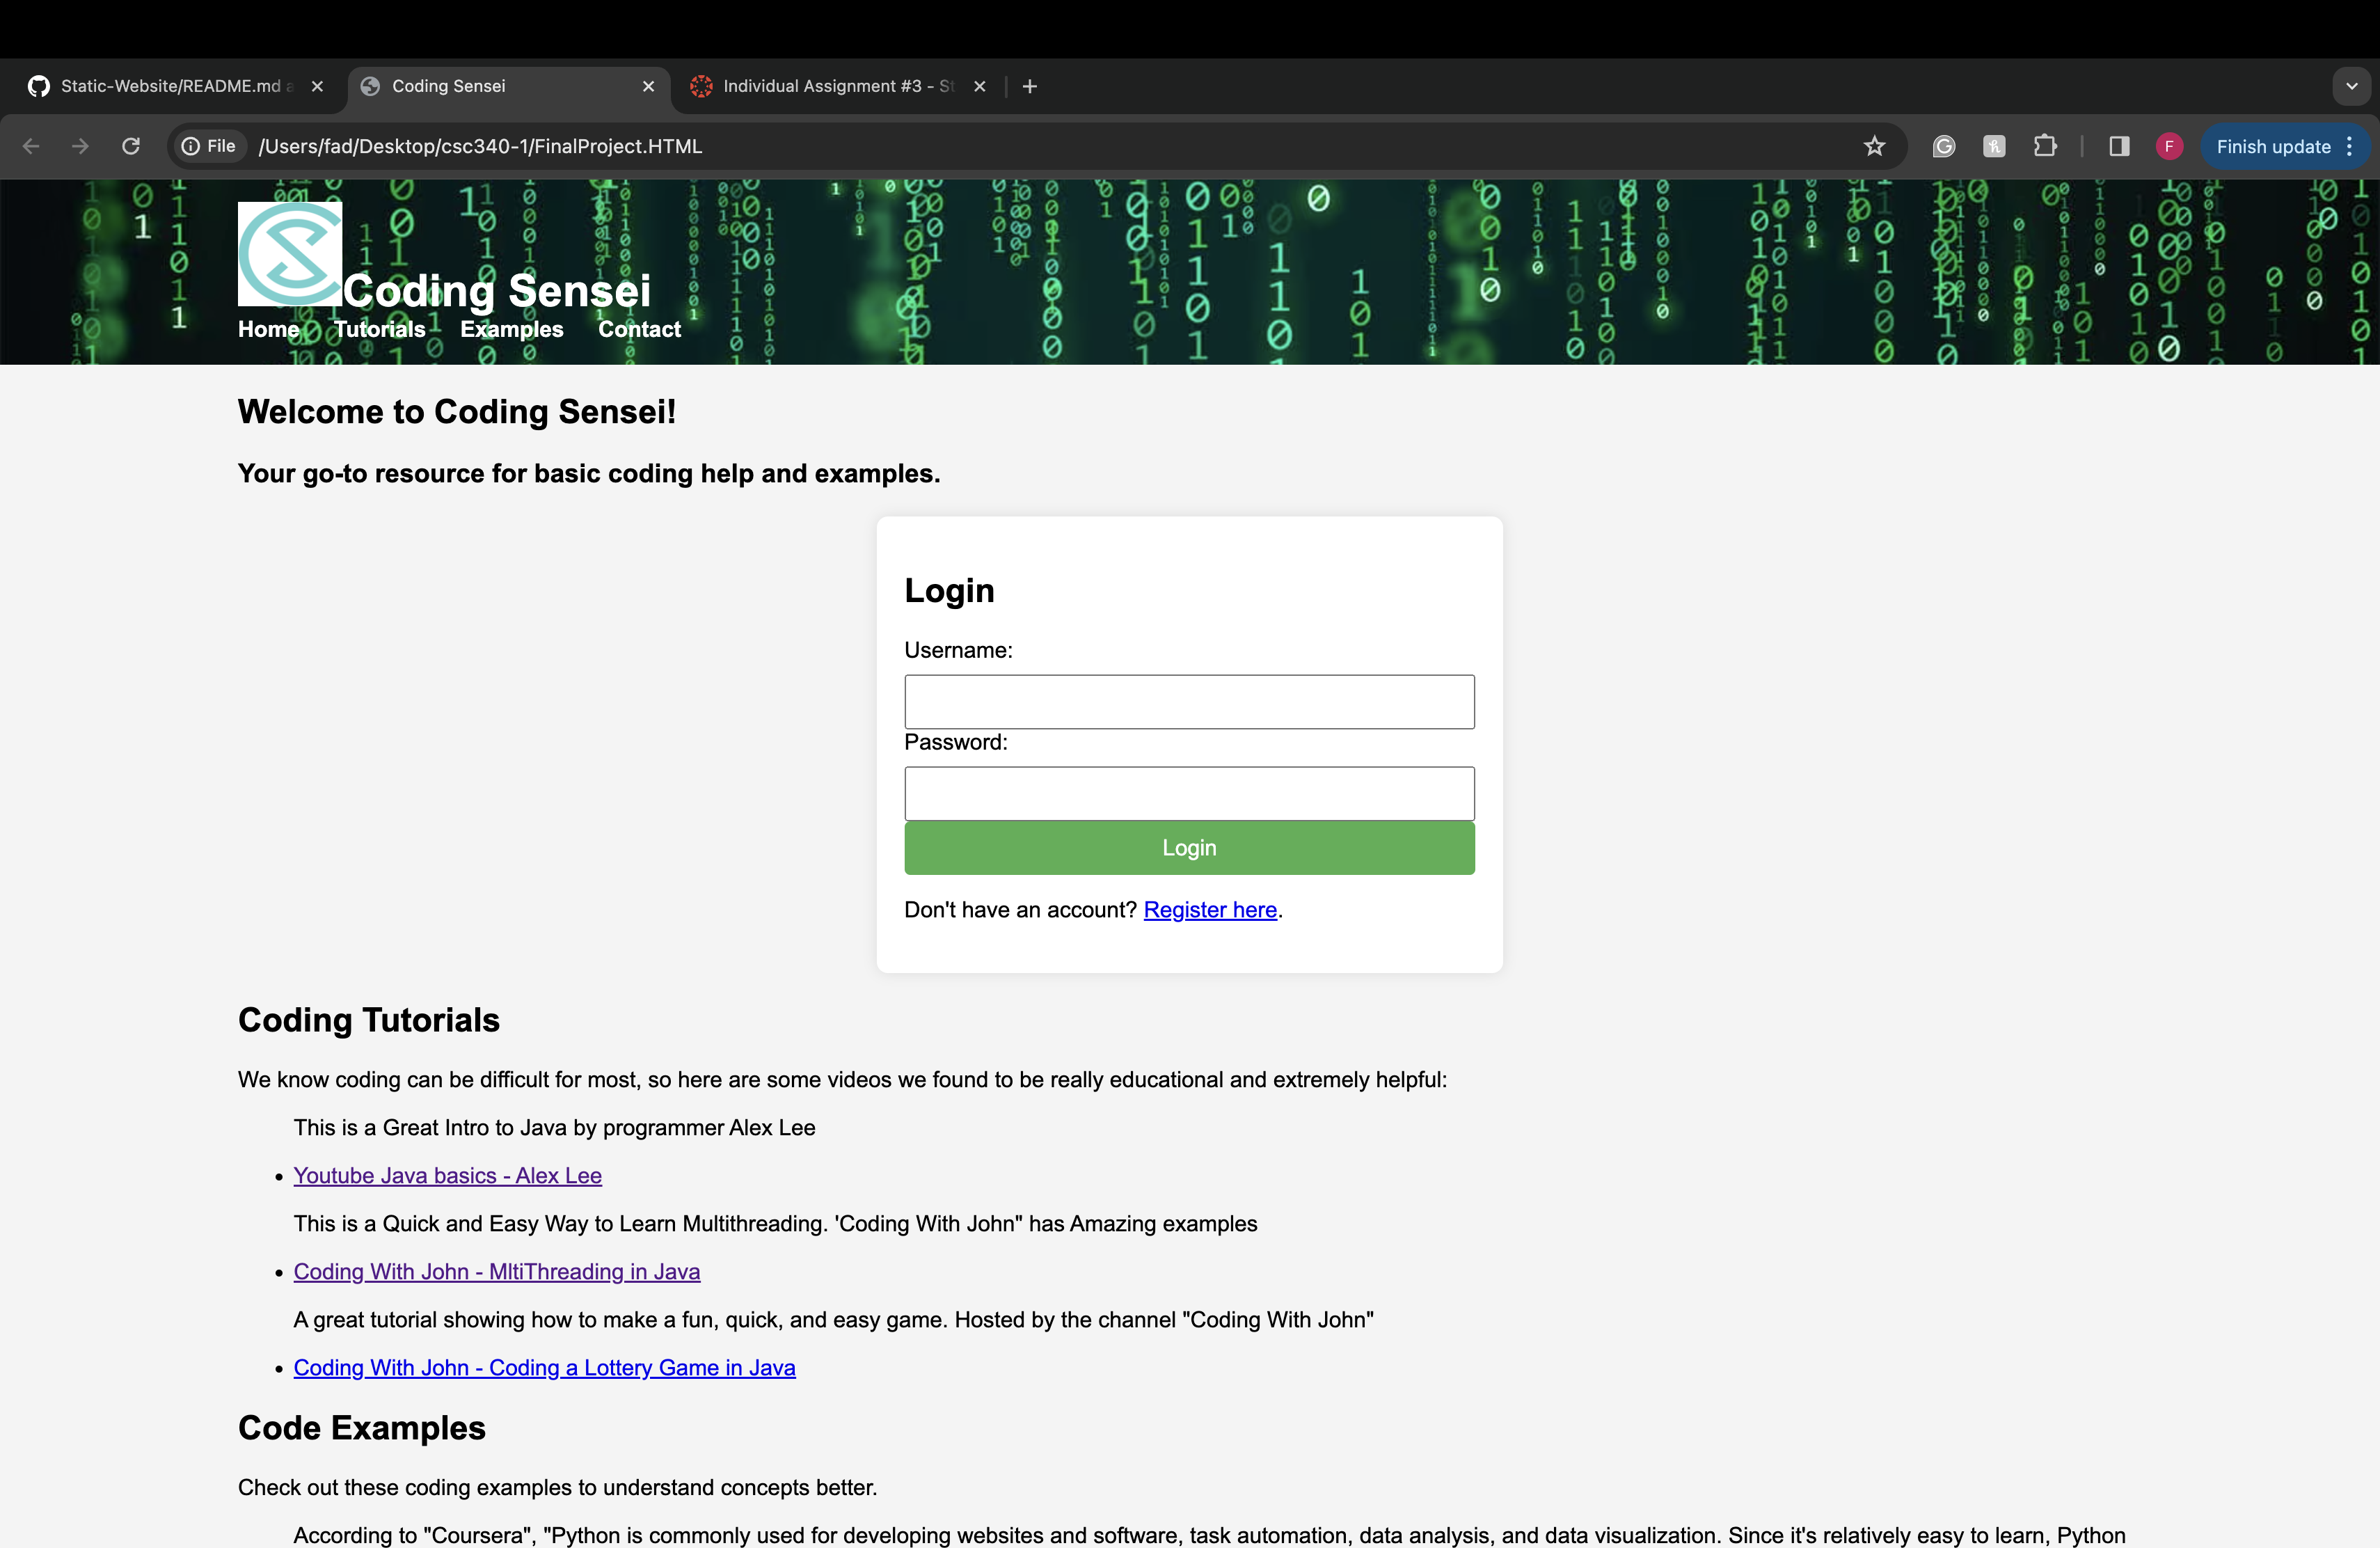 Static-Website/README.md a
Coding Sensei
Individual Assignment #3 - St
File
/Users/fad/Desktop/csc340-1/FinalProject.HTML
F
Finish update
Coding Sensei
Home Tutorials Examples Contact
Welcome to Coding Sensei!
Your go-to resource for basic coding help and examples.
Login
Username:
Password:
Login
Don't have an account? Register here.
Coding Tutorials
We know coding can be difficult for most, so here are some videos we found to be really educational and extremely helpful:
This is a Great Intro to Java by programmer Alex Lee
• Youtube Java basics - Alex Lee
This is a Quick and Easy Way to Learn Multithreading. 'Coding With John" has Amazing examples
• Coding With John - MltiThreading in Java
A great tutorial showing how to make a fun, quick, and easy game. Hosted by the channel "Coding With John"
• Coding With John - Coding a Lottery Game in Java
Code Examples
Check out these coding examples to understand concepts better.
According to "Coursera", "Python is commonly used for developing websites and software, task automation, data analysis, and data visualization. Since it's relatively easy to learn, Python